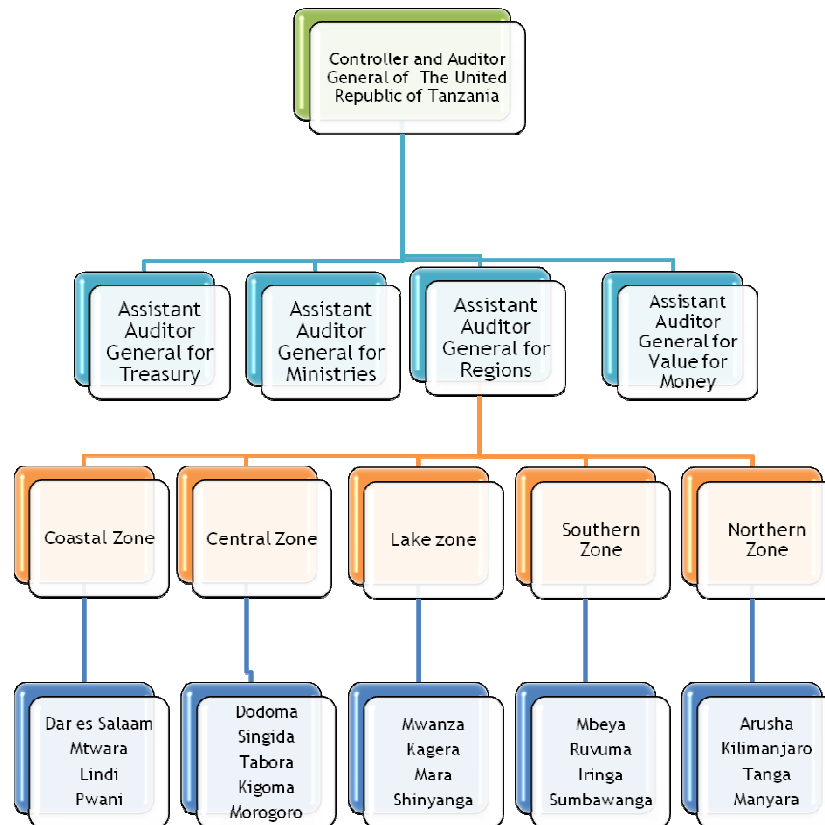 Controller and Auditor
General of The United
Republic of Tanzania
Assistant
Auditor
General for
Treasury
Assistant
Auditor
General for
Ministries
Assistant
Auditor
General for
Regions
Assistant
Auditor
General for
Value for
Money
Coastal Zone
Central Zone
Lake zone
Southern
Zone
Northern
Zone
Dar es Salaam
Mtwara
Lindi
Pwani
Dodoma
Singida
Tabora
Kigoma
Morogoro
Mwanza
Kagera
Mara
Shinyanga
Mbeya
Ruvuma
Iringa
Sumbawanga
Arusha
Kilimanjaro
Tanga
Manyara